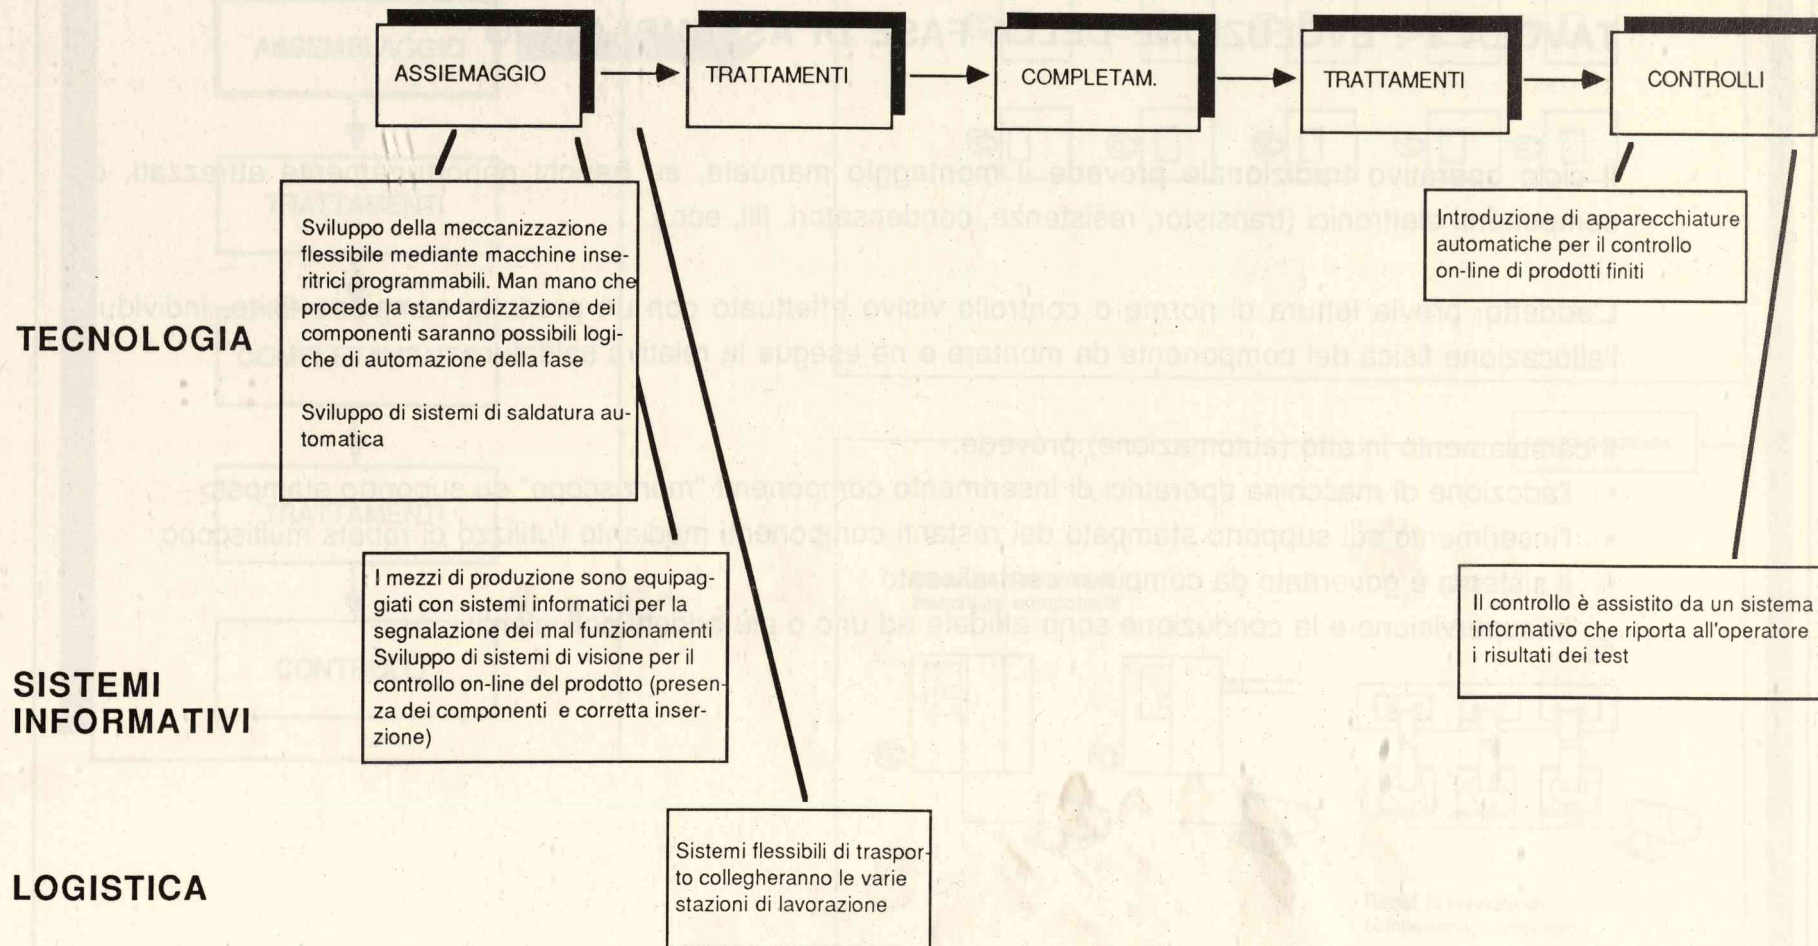 ASSIEMAGGIO
TRATTAMENTI
COMPLETAM.
TRATTAMENTI
CONTROLLI
TECNOLOGIA
Sviluppo della meccanizzazione
flessibile mediante macchine inse-
ritrici programmabili. Man mano che
procede la standardizzazione dei
componenti saranno possibili logi-
che di automazione della fase
Sviluppo di sistemi di saldatura au-
tomatica
Introduzione di apparecchiature
automatiche per il controllo
on-line di prodotti finiti
SISTEMI
INFORMATIVI
I mezzi di produzione sono equipag-
giati con sistemi informatici per la
segnalazione dei mal funzionamenti
Sviluppo di sistemi di visione per il
controllo on-line del prodotto (presen-
za dei componenti e corretta inser-
zione)
Il controllo è assistito da un sistema
informativo che riporta all'operatore
i risultati dei test
LOGISTICA
Sistemi flessibili di traspor-
to collegheranno le varie
stazioni di lavorazione